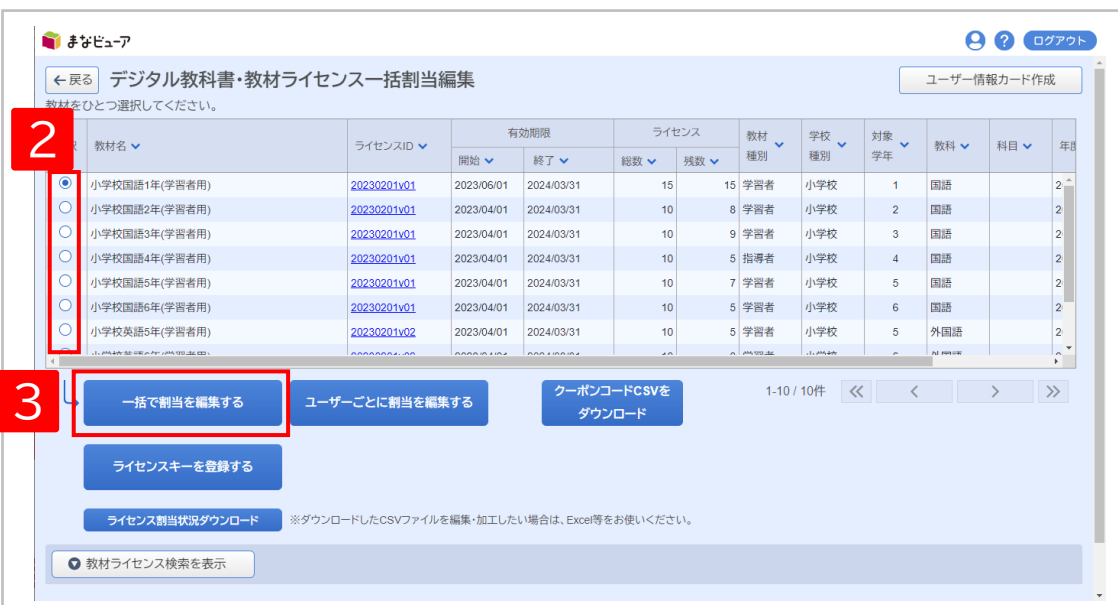 まなビューア
? ログアウト
←戻る デジタル教科書・教材ライセンス一括割当編集 ユーザー情報カード作成
教材をひとつ選択してください。
2
教材名 ライセンスID 有効期限 ライセンス 教材種別 学校種別 対象学年 教科 科目
開始 終了 総数 残数
小学校国語1年(学習者用) 20230201v01 2023/06/01 2024/03/31 15 15 学習者 小学校 1 国語 2
小学校国語2年(学習者用) 20230201v01 2023/04/01 2024/03/31 10 8 学習者 小学校 2 国語 2
小学校国語3年(学習者用) 20230201v01 2023/04/01 2024/03/31 10 9 学習者 小学校 3 国語 2
小学校国語4年(学習者用) 20230201v01 2023/04/01 2024/03/31 10 5 指導者 小学校 4 国語 2
小学校国語5年(学習者用) 20230201v01 2023/04/01 2024/03/31 10 7 学習者 小学校 5 国語 2
小学校国語6年(学習者用) 20230201v01 2023/04/01 2024/03/31 10 5 学習者 小学校 6 国語 2
小学校英語5年(学習者用) 20230201v02 2023/04/01 2024/03/31 10 5 学習者 小学校 5 外国語 2
3
一括で割当を編集する ユーザーごとに割当を編集する クーポンコードCSVを
ダウンロード
1-10 / 10件 ≪ < > ≫
ライセンスキーを登録する
ライセンス割当状況ダウンロード ※ダウンロードしたCSVファイルを編集・加工したい場合は、Excel等をお使いください。
教材ライセンス検索を表示